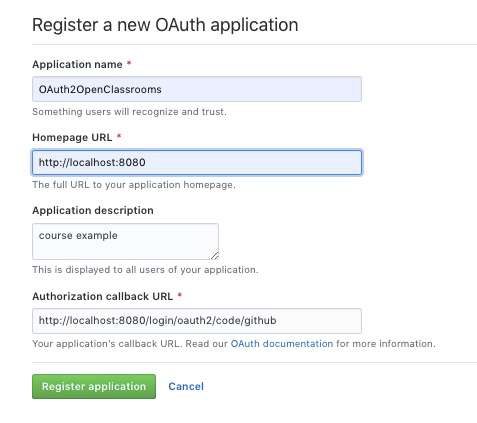 Register a new OAuth application
Application name *
OAuth2OpenClassrooms
Something users will recognize and trust.
Homepage URL *
http://localhost:8080
The full URL to your application homepage.
Application description
course example
This is displayed to all users of your application.
Authorization callback URL *
http://localhost:8080/login/oauth2/code/github
Your application's callback URL. Read our OAuth documentation for more information.
Register application Cancel